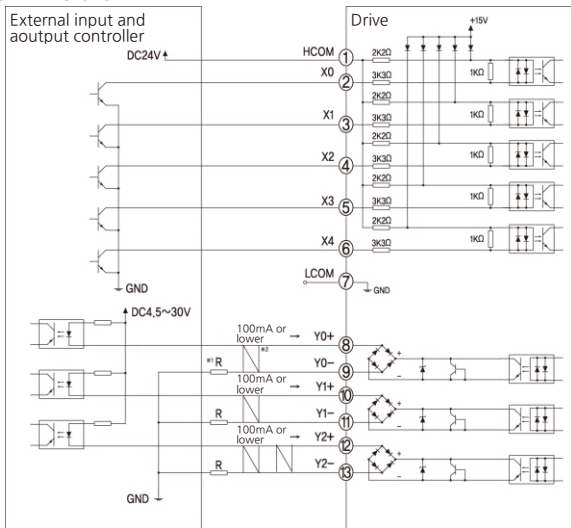 External input and
aoutput controller
Drive
+15V
DC24V
HCOM
1
2K2Ω
1KΩ
X0
2
3K3Ω
2K2Ω
1KΩ
X1
3
3K3Ω
2K2Ω
1KΩ
X2
4
3K3Ω
2K2Ω
1KΩ
X3
5
3K3Ω
2K2Ω
1KΩ
X4
6
3K3Ω
LCOM
7
GND
GND
DC4,5~30V
100mA or
lower
→
Y0+
8
*2
*1 R
Y0-
9
+
-
100mA or
lower
→
Y1+
10
R
Y1-
11
+
-
100mA or
lower
→
Y2+
12
R
Y2-
13
+
-
GND